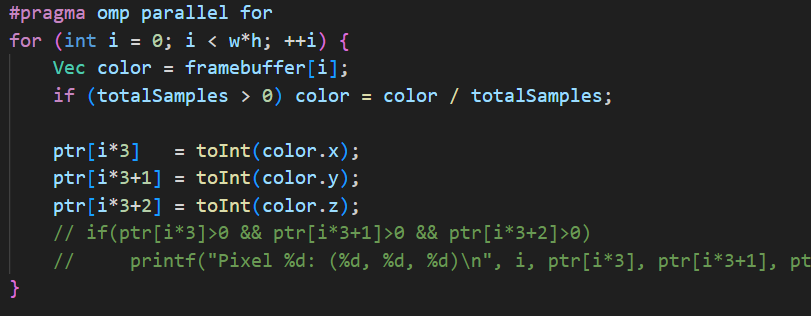 #pragma omp parallel for
for (int i = 0; i < w*h; ++i) {
    Vec color = framebuffer[i];
    if (totalSamples > 0) color = color / totalSamples;

    ptr[i*3]   = toInt(color.x);
    ptr[i*3+1] = toInt(color.y);
    ptr[i*3+2] = toInt(color.z);
    // if(ptr[i*3]>0 && ptr[i*3+1]>0 && ptr[i*3+2]>0)
    //     printf("Pixel %d: (%d, %d, %d)\n", i, ptr[i*3], ptr[i*3+1], pt
}